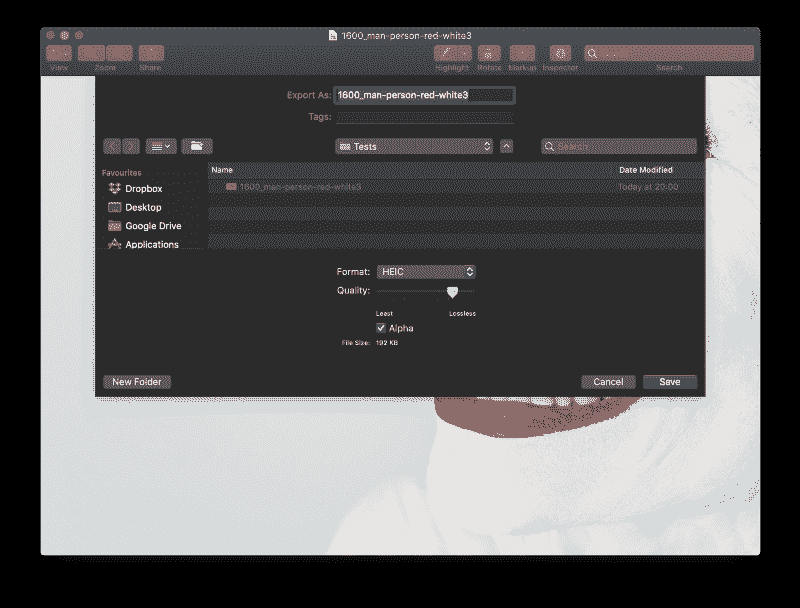 1600_man-person-red-white3
View Zoom Share Highlight Rotate Markup Inspector Search
Export As: 1600_man-person-red-white3
Tags:
Tests Search
Favourites
Name Date Modified
Dropbox
1600_man-person-red-white3 Today at 20:00
Desktop
Google Drive
Applications
Format: HEIC
Quality:
Least Lossless
Alpha
File Size: 192 KB
New Folder Cancel Save